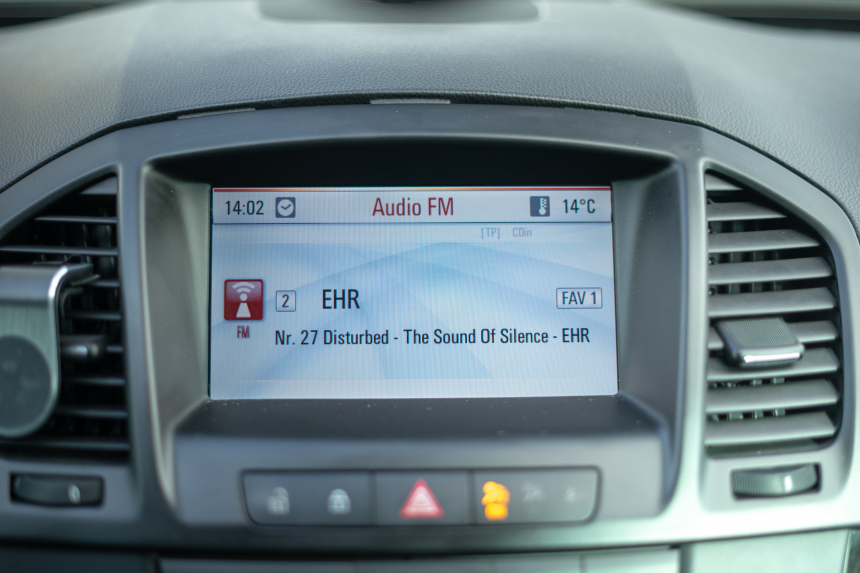 14:02 Audio FM 14°C
[TP] CDin
2 EHR FAV 1
FM
Nr. 27 Disturbed - The Sound Of Silence - EHR